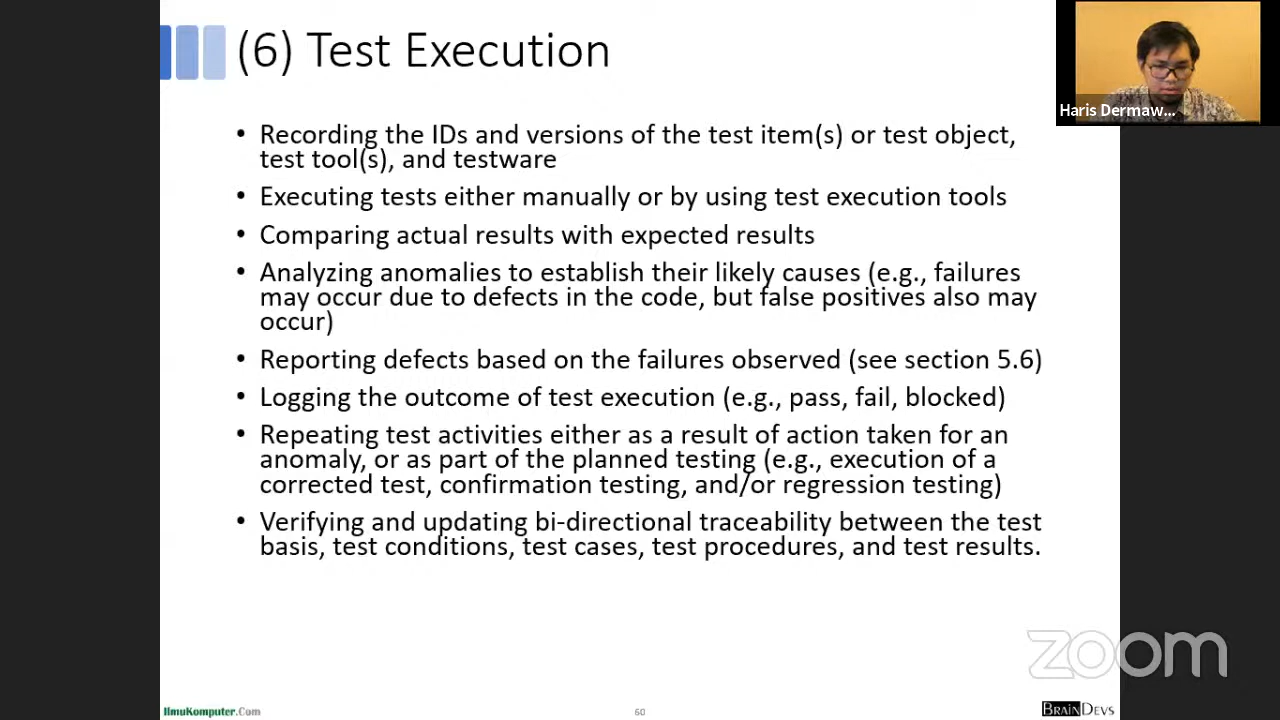 (6) Test Execution
Haris Dermaw...
• Recording the IDs and versions of the test item(s) or test object,
test tool(s), and testware
• Executing tests either manually or by using test execution tools
• Comparing actual results with expected results
• Analyzing anomalies to establish their likely causes (e.g., failures
may occur due to defects in the code, but false positives also may
occur)
• Reporting defects based on the failures observed (see section 5.6)
• Logging the outcome of test execution (e.g., pass, fail, blocked)
• Repeating test activities either as a result of action taken for an
anomaly, or as part of the planned testing (e.g., execution of a
corrected test, confirmation testing, and/or regression testing)
• Verifying and updating bi-directional traceability between the test
basis, test conditions, test cases, test procedures, and test results.
zoom
IlmuKomputer.Com
60
BRAINDEVS